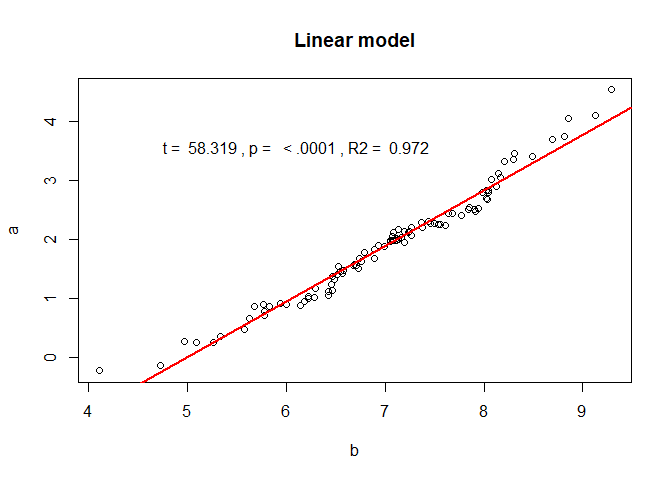 Linear model
t = 58.319 , p = < .0001 , R2 = 0.972
4
3
2
1
0
a
4 5 6 7 8 9
b